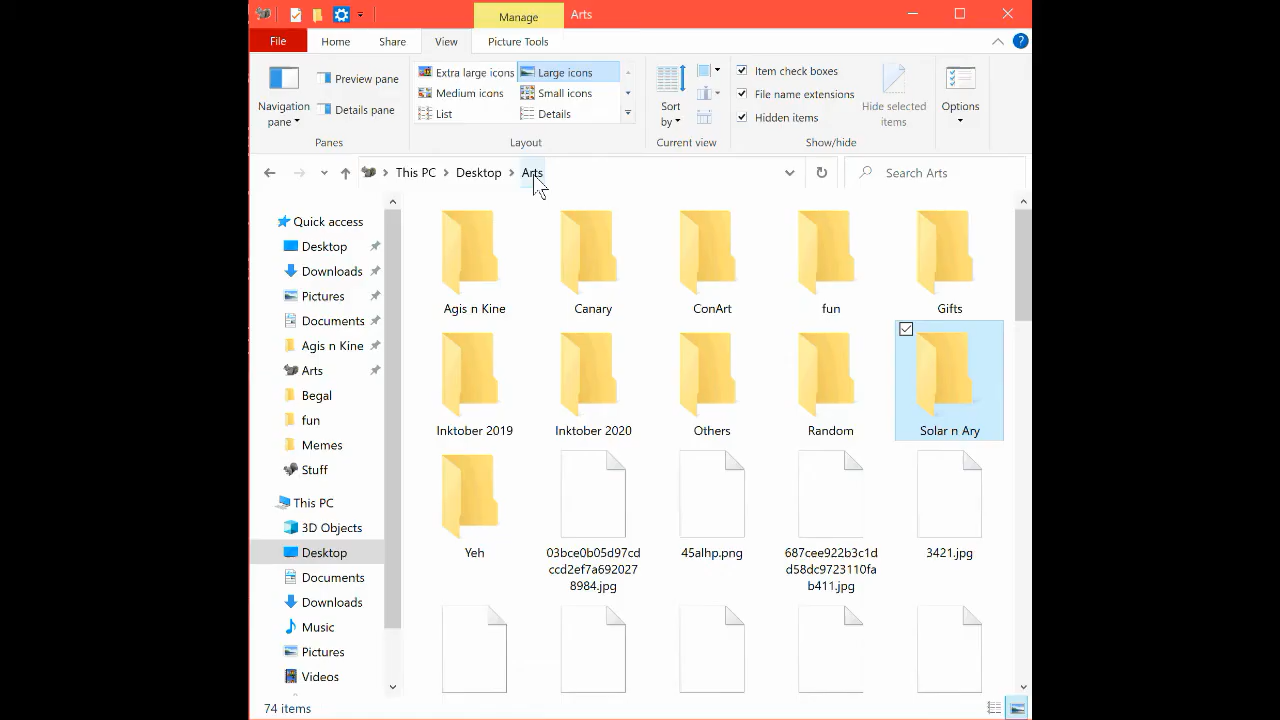 Manage
Arts
File
Home
Share
View
Picture Tools
?
Navigation
pane
Preview pane
Details pane
Panes
Extra large icons
Large icons
Medium icons
Small icons
List
Details
Layout
Sort
by
Current view
Item check boxes
File name extensions
Hidden items
Hide selected
items
Show/hide
Options
This PC
Desktop
Arts
Search Arts
Quick access
Desktop
Downloads
Pictures
Documents
Agis n Kine
Arts
Begal
fun
Memes
Stuff
This PC
3D Objects
Desktop
Documents
Downloads
Music
Pictures
Videos
Agis n Kine
Canary
ConArt
fun
Gifts
Inktober 2019
Inktober 2020
Others
Random
Solar n Ary
Yeh
03bce0b05d97cd
ccd2ef7a692027
8984.jpg
45alhp.png
687cee922b3c1d
d58dc9723110fa
b411.jpg
3421.jpg
74 items